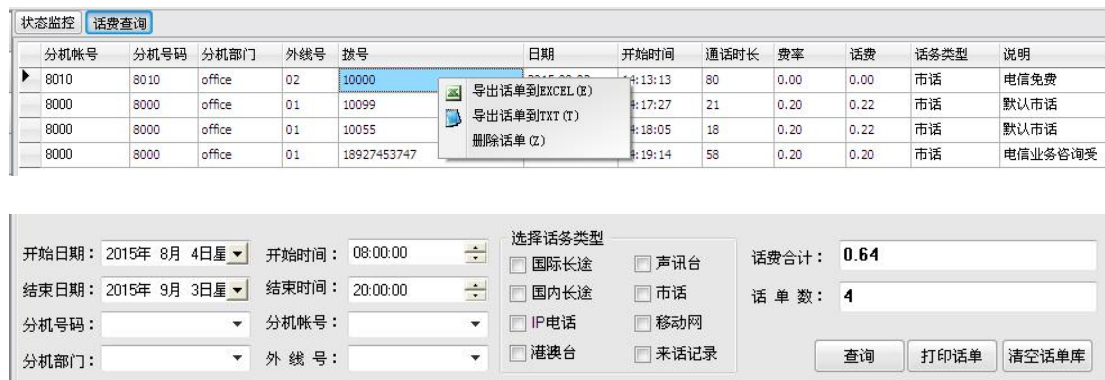 状态监控 话费查询
分机帐号 分机号码 分机部门 外线号 拨号 日期 开始时间 通话时长 费率 话费 话务类型 说明
8010 8010 office 02 10000 14:13:13 80 0.00 0.00 市话 电信免费
导出话单到EXCEL(E)
8000 8000 office 01 10099 14:17:27 21 0.20 0.22 市话 默认市话
导出话单到TXT(T)
8000 8000 office 01 10055 14:18:05 18 0.20 0.22 市话 默认市话
删除话单(Z)
8000 8000 office 01 18927453747 14:19:14 58 0.20 0.20 市话 电信业务咨询受
选择话务类型
开始日期: 2015年 8月 4日星 开始时间: 08:00:00 国际长途 声讯台 话费合计: 0.64
结束日期: 2015年 9月 3日星 结束时间: 20:00:00 国内长途 市话 话 单 数: 4
分机号码: 分机帐号: IP电话 移动网
分机部门: 外 线 号: 港澳台 来话记录 查询 打印话单 清空话单库